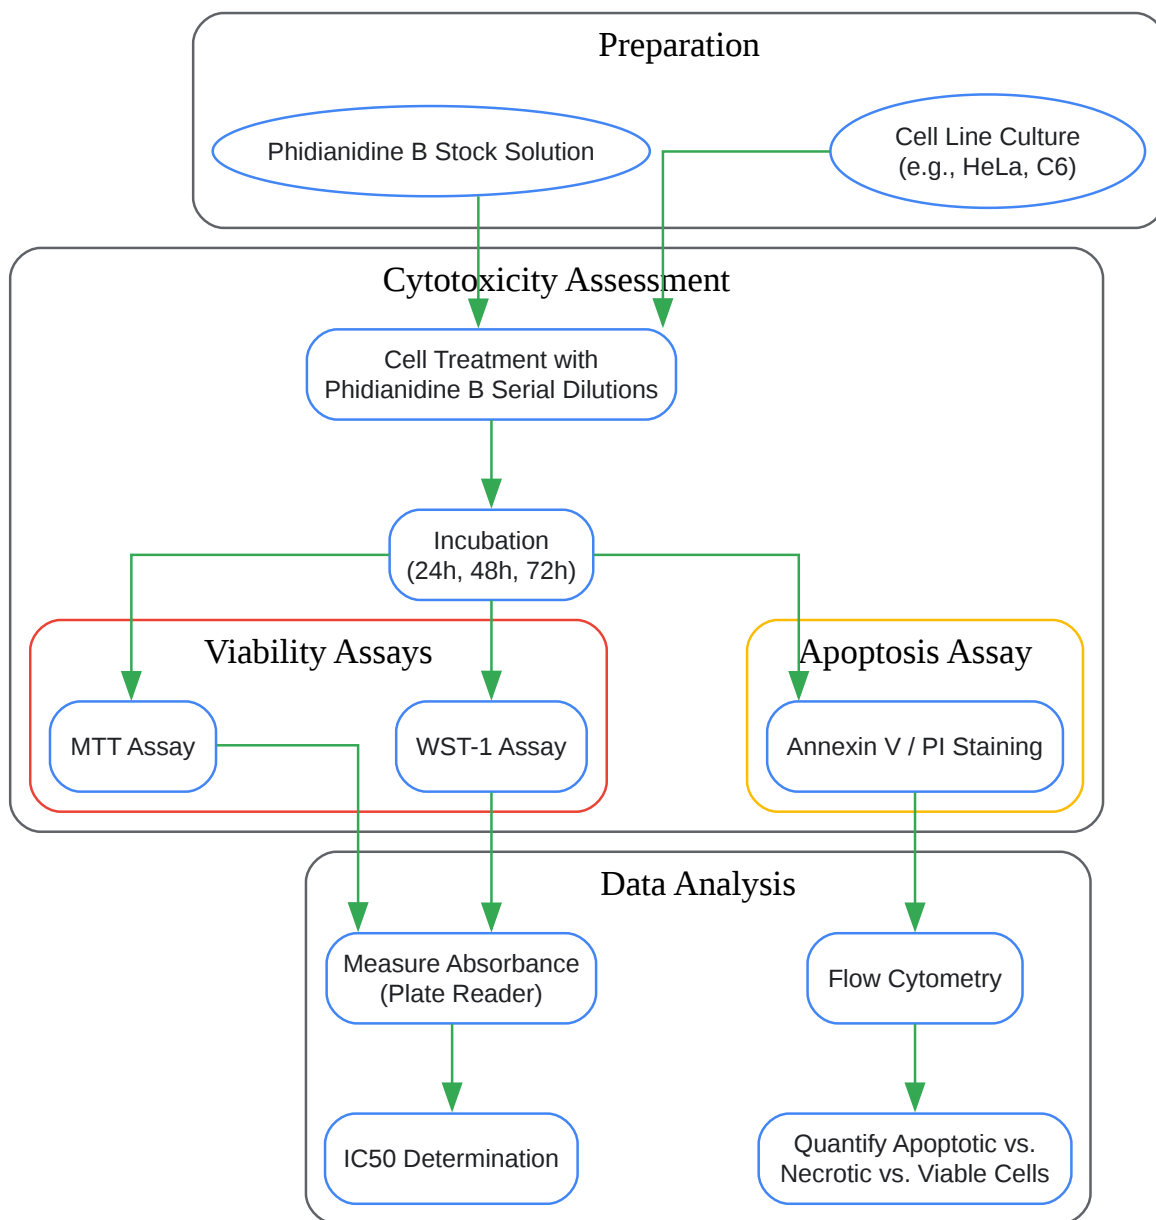 Preparation
Phidianidine B Stock Solution
Cell Line Culture
(e.g., HeLa, C6)
Cytotoxicity Assessment
Cell Treatment with
Phidianidine B Serial Dilutions
Incubation
(24h, 48h, 72h)
Viability Assays
Apoptosis Assay
MTT Assay
WST-1 Assay
Annexin V / PI Staining
Data Analysis
Measure Absorbance
(Plate Reader)
Flow Cytometry
IC50 Determination
Quantify Apoptotic vs.
Necrotic vs. Viable Cells